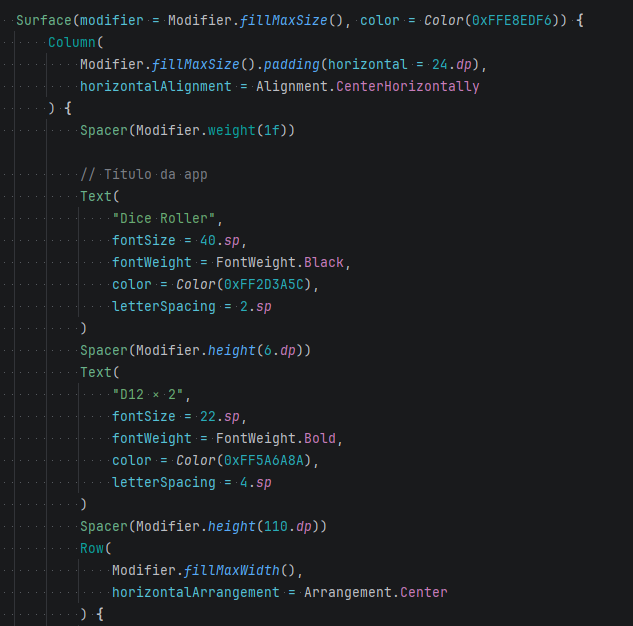 Surface(modifier = Modifier.fillMaxSize(), color = Color(0xFFE8EDF6)) {
    Column(
        Modifier.fillMaxSize().padding(horizontal = 24.dp),
        horizontalAlignment = Alignment.CenterHorizontally
    ) {
        Spacer(Modifier.weight(1f))

        // Título da app
        Text(
            "Dice Roller",
            fontSize = 40.sp,
            fontWeight = FontWeight.Black,
            color = Color(0xFF2D3A5C),
            letterSpacing = 2.sp
        )
        Spacer(Modifier.height(6.dp))
        Text(
            "D12 × 2",
            fontSize = 22.sp,
            fontWeight = FontWeight.Bold,
            color = Color(0xFF5A6A8A),
            letterSpacing = 4.sp
        )
        Spacer(Modifier.height(110.dp))
        Row(
            Modifier.fillMaxWidth(),
            horizontalArrangement = Arrangement.Center
        ) {